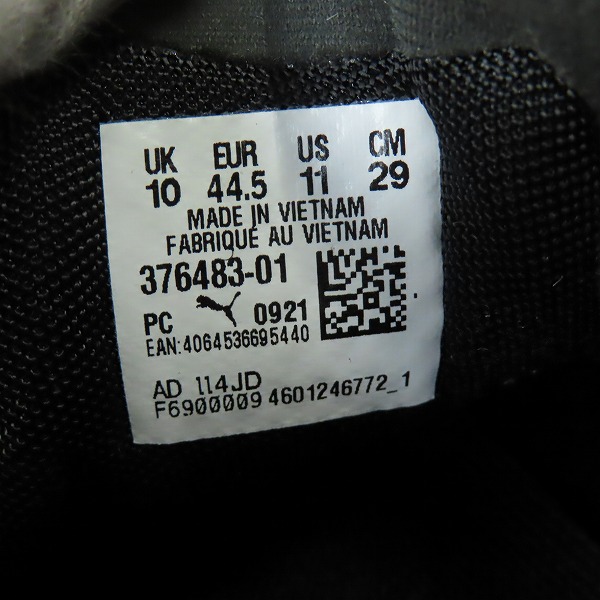 UK EUR US CM
10 44.5 11 29
MADE IN VIETNAM
FABRIQUÉ AU VIETNAM
376483-01
PC 0921
EAN:4064536695440
AD 114JD
F6900009 4601246772_1